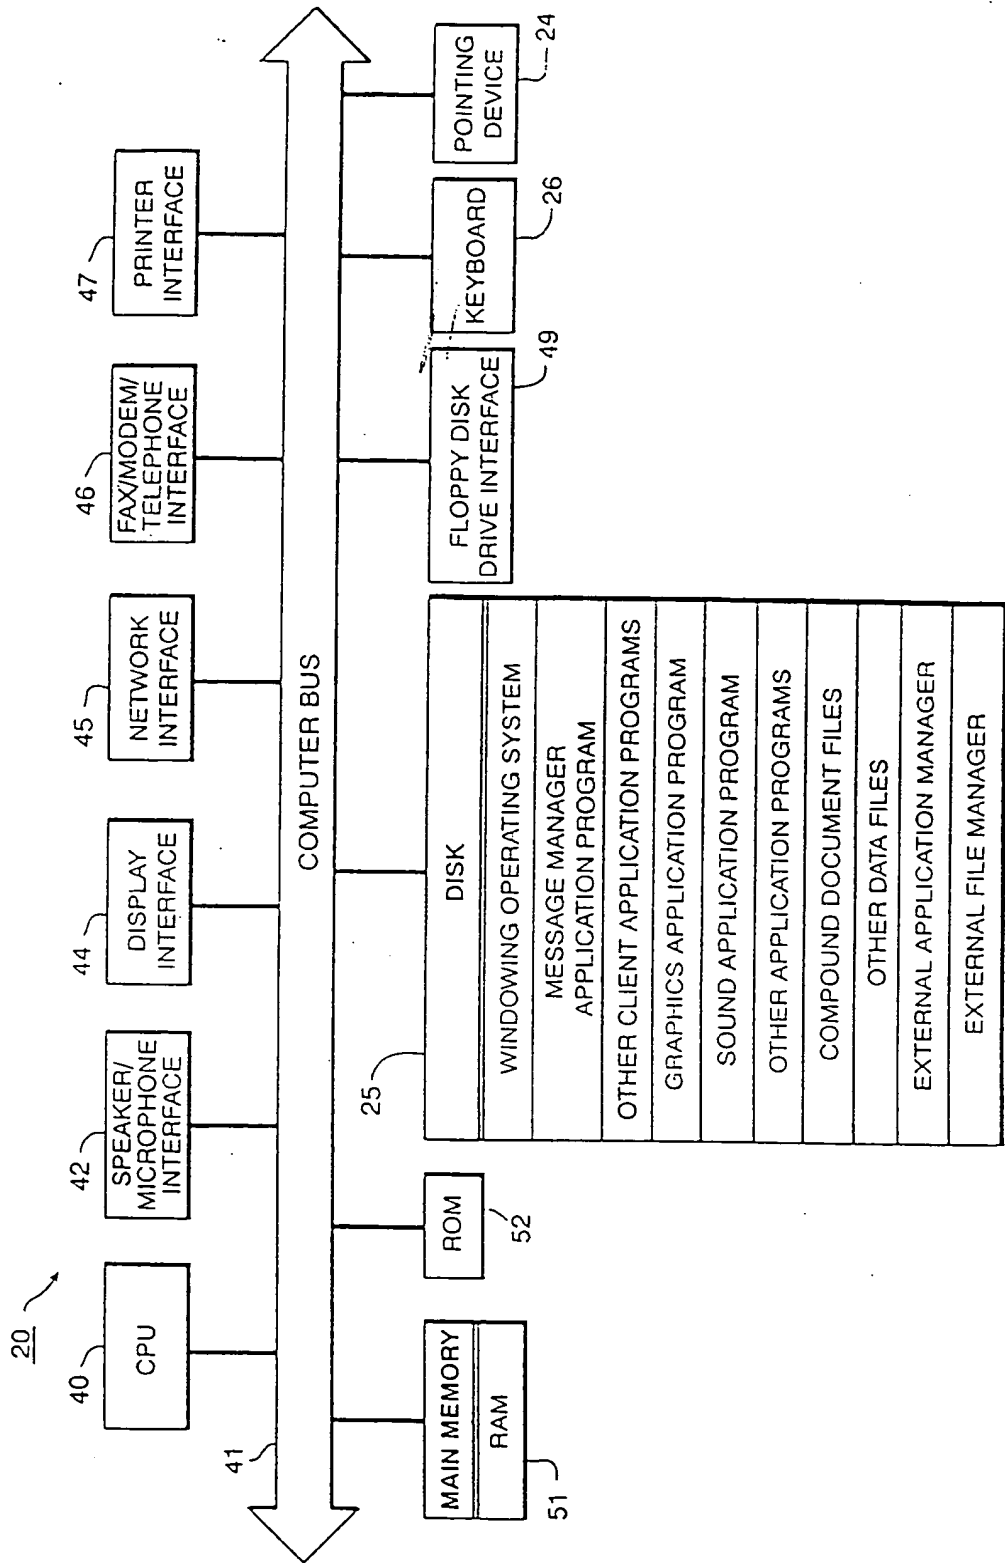 20
40
CPU
42
SPEAKER/
MICROPHONE
INTERFACE
44
DISPLAY
INTERFACE
45
NETWORK
INTERFACE
46
FAX/MODEM/
TELEPHONE
INTERFACE
47
PRINTER
INTERFACE
41
COMPUTER BUS
MAIN MEMORY
RAM
51
ROM
52
25
DISK
WINDOWING OPERATING SYSTEM
MESSAGE MANAGER
APPLICATION PROGRAM
OTHER CLIENT APPLICATION PROGRAMS
GRAPHICS APPLICATION PROGRAM
SOUND APPLICATION PROGRAM
OTHER APPLICATION PROGRAMS
COMPOUND DOCUMENT FILES
OTHER DATA FILES
EXTERNAL APPLICATION MANAGER
EXTERNAL FILE MANAGER
FLOPPY DISK
DRIVE INTERFACE
49
KEYBOARD
26
POINTING
DEVICE
24